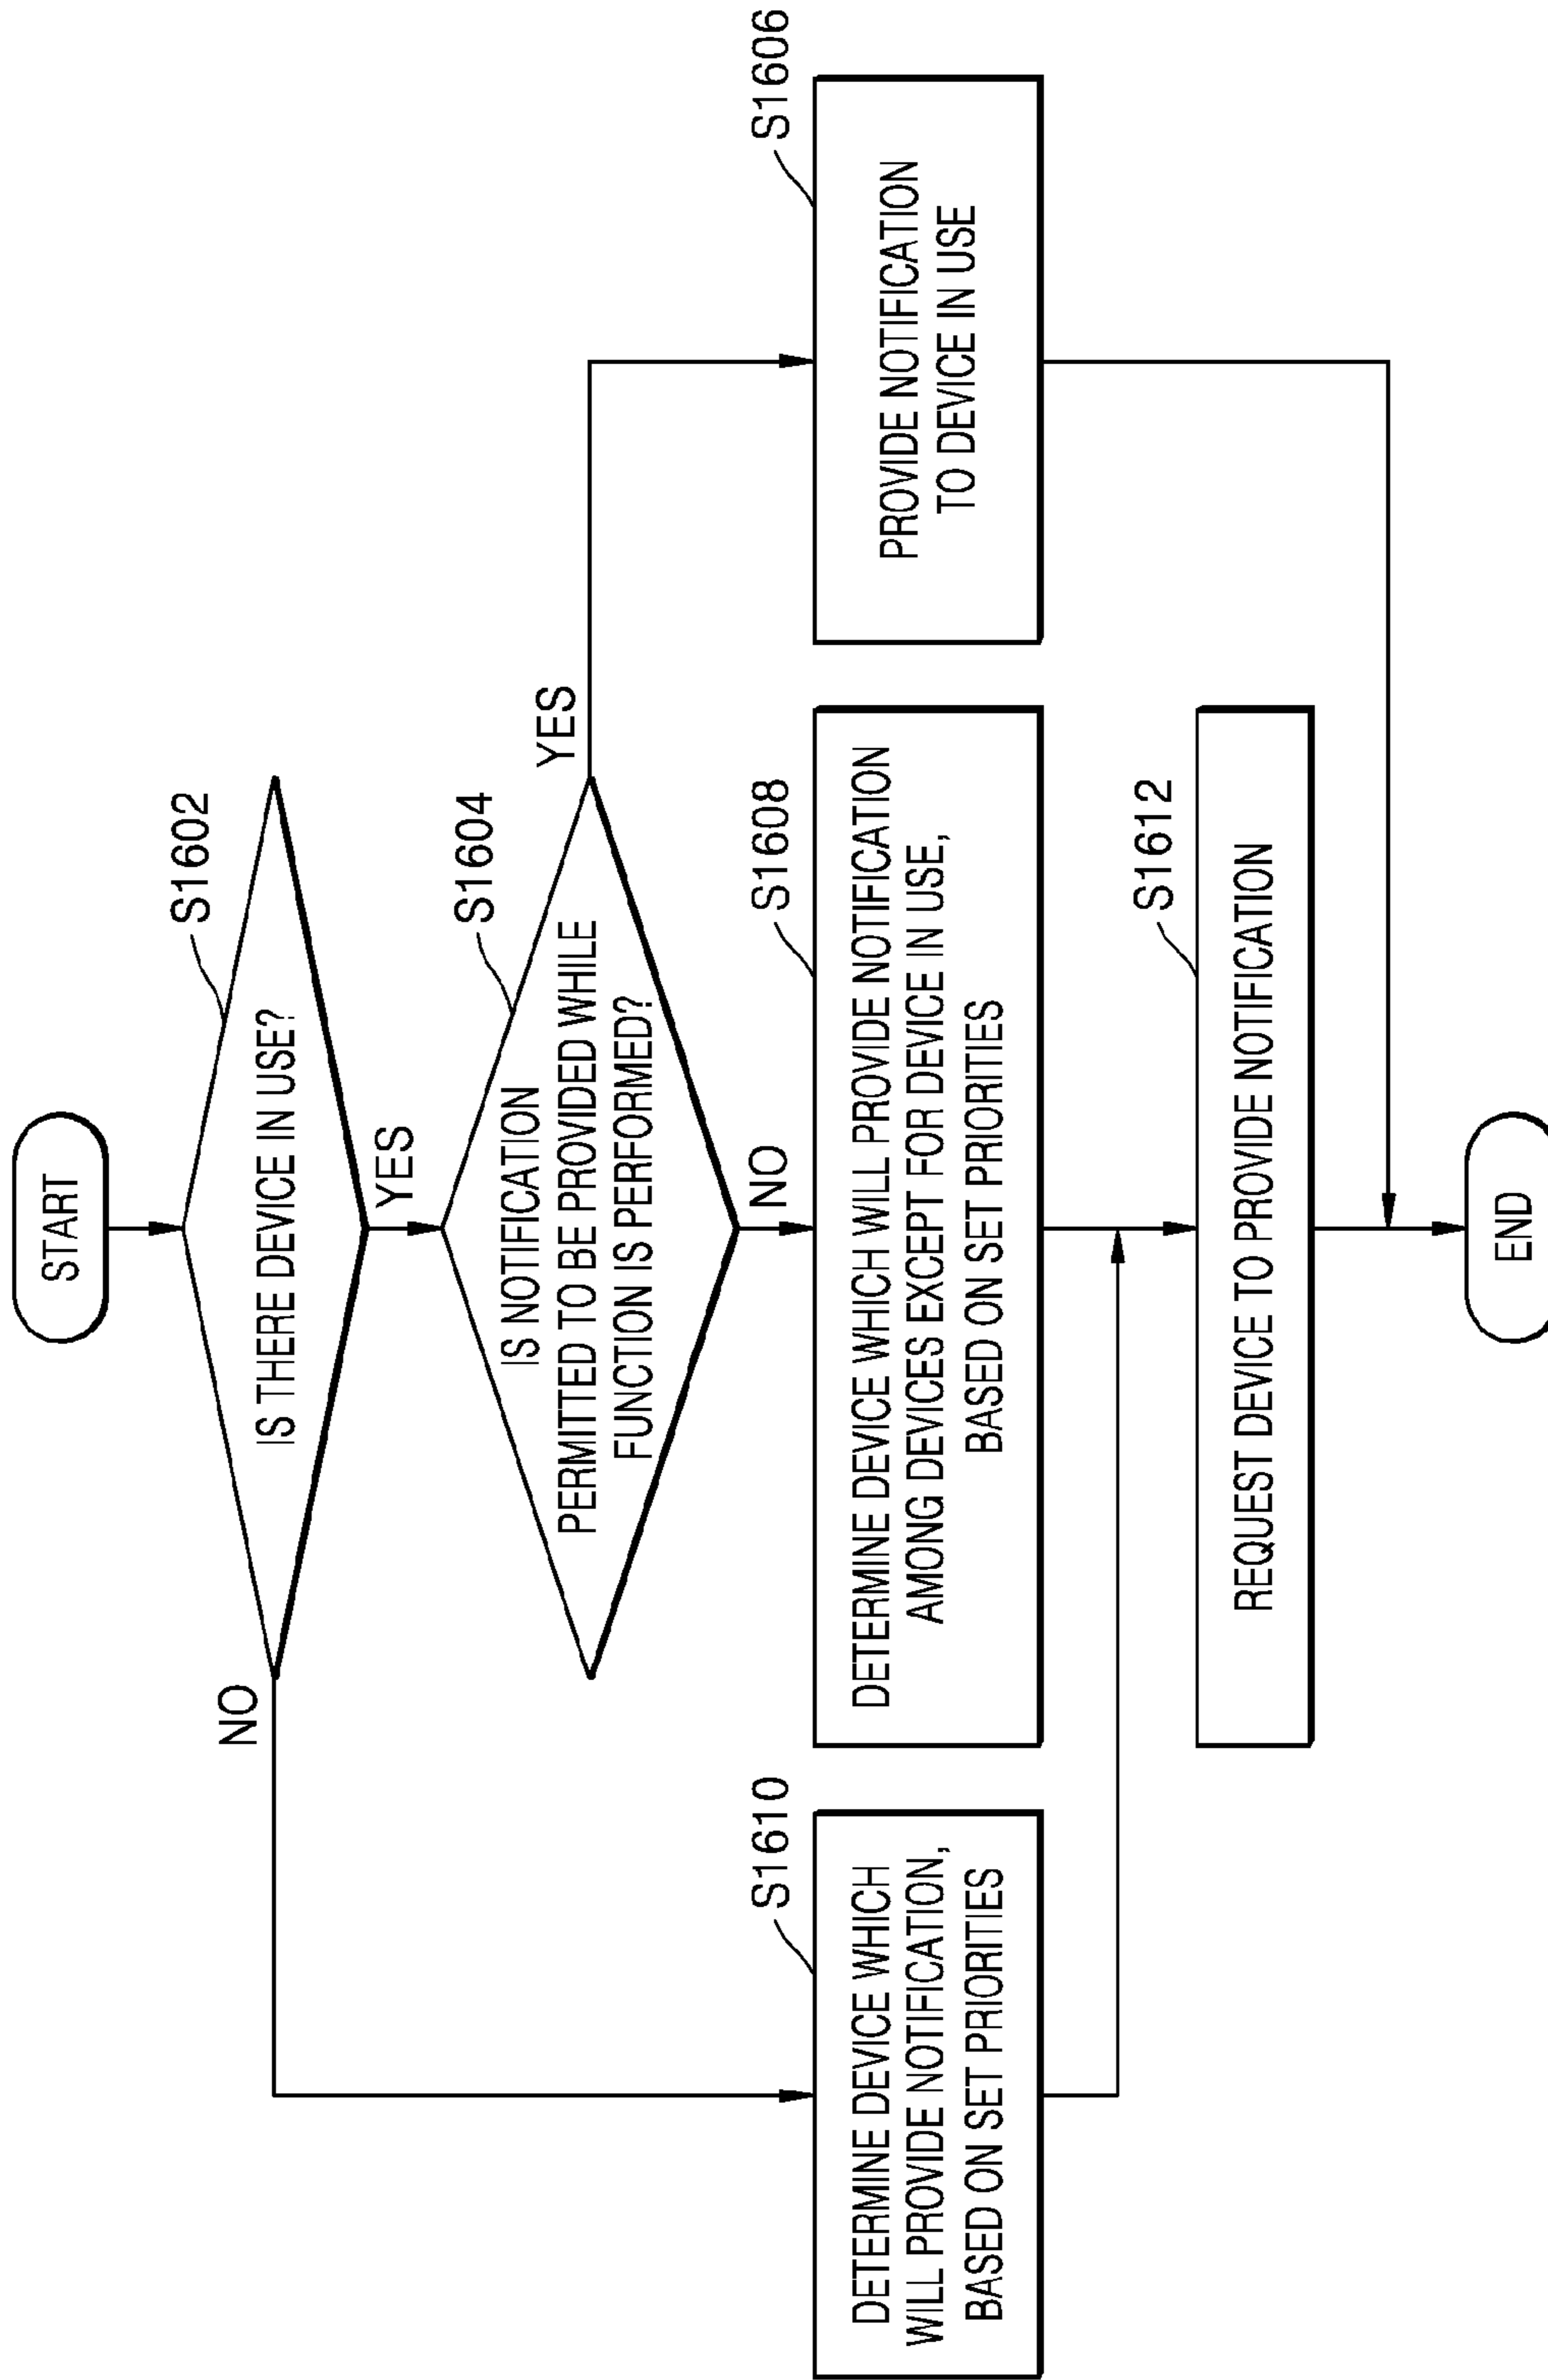 START
S1602
IS THERE DEVICE IN USE?
NO
YES
S1604
IS NOTIFICATION
PERMITTED TO BE PROVIDED WHILE
FUNCTION IS PERFORMED?
YES
NO
S1610
DETERMINE DEVICE WHICH
WILL PROVIDE NOTIFICATION,
BASED ON SET PRIORITIES
S1608
DETERMINE DEVICE WHICH WILL PROVIDE NOTIFICATION
AMONG DEVICES EXCEPT FOR DEVICE IN USE,
BASED ON SET PRIORITIES
S1606
PROVIDE NOTIFICATION
TO DEVICE IN USE
S1612
REQUEST DEVICE TO PROVIDE NOTIFICATION
END